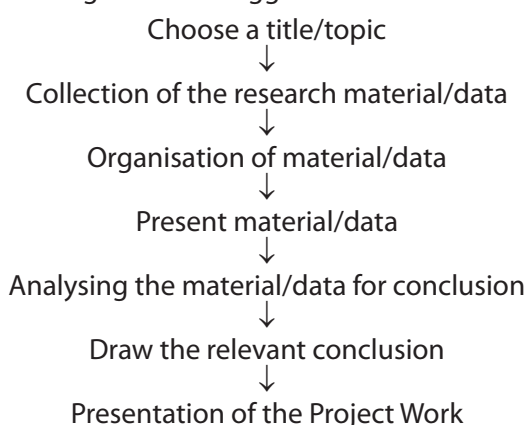 Choose a title/topic
↓
Collection of the research material/data
↓
Organisation of material/data
↓
Present material/data
↓
Analysing the material/data for conclusion
↓
Draw the relevant conclusion
↓
Presentation of the Project Work